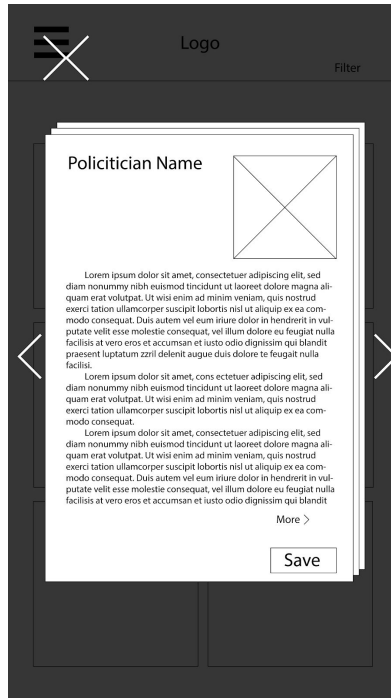 Logo
Filter
Policitician Name
Lorem ipsum dolor sit amet, consectetuer adipiscing elit, sed
diam nonummy nibh euismod tincidunt ut laoreet dolore magna ali-
quam erat volutpat. Ut wisi enim ad minim veniam, quis nostrud
exerci tation ullamcorper suscipit lobortis nisl ut aliquip ex ea com-
modo consequat. Duis autem vel eum iriure dolor in hendrerit in vul-
putate velit esse molestie consequat, vel illum dolore eu feugiat nulla
facilisis at vero eros et accumsan et iusto odio dignissim qui blandit
praesent luptatum zzril delenit augue duis dolore te feugait nulla
facilisi.
Lorem ipsum dolor sit amet, cons ectetuer adipiscing elit, sed
diam nonummy nibh euismod tincidunt ut laoreet dolore magna ali-
quam erat volutpat. Ut wisi enim ad minim veniam, quis nostrud
exerci tation ullamcorper suscipit lobortis nisl ut aliquip ex ea com-
modo consequat.
Lorem ipsum dolor sit amet, consectetuer adipiscing elit, sed
diam nonummy nibh euismod tincidunt ut laoreet dolore magna ali-
quam erat volutpat. Ut wisi enim ad minim veniam, quis nostrud
exerci tation ullamcorper suscipit lobortis nisl ut aliquip ex ea com-
modo consequat. Duis autem vel eum iriure dolor in hendrerit in vul-
putate velit esse molestie consequat, vel illum dolore eu feugiat nulla
facilisis at vero eros et accumsan et iusto odio dignissim qui blandit
More >
Save